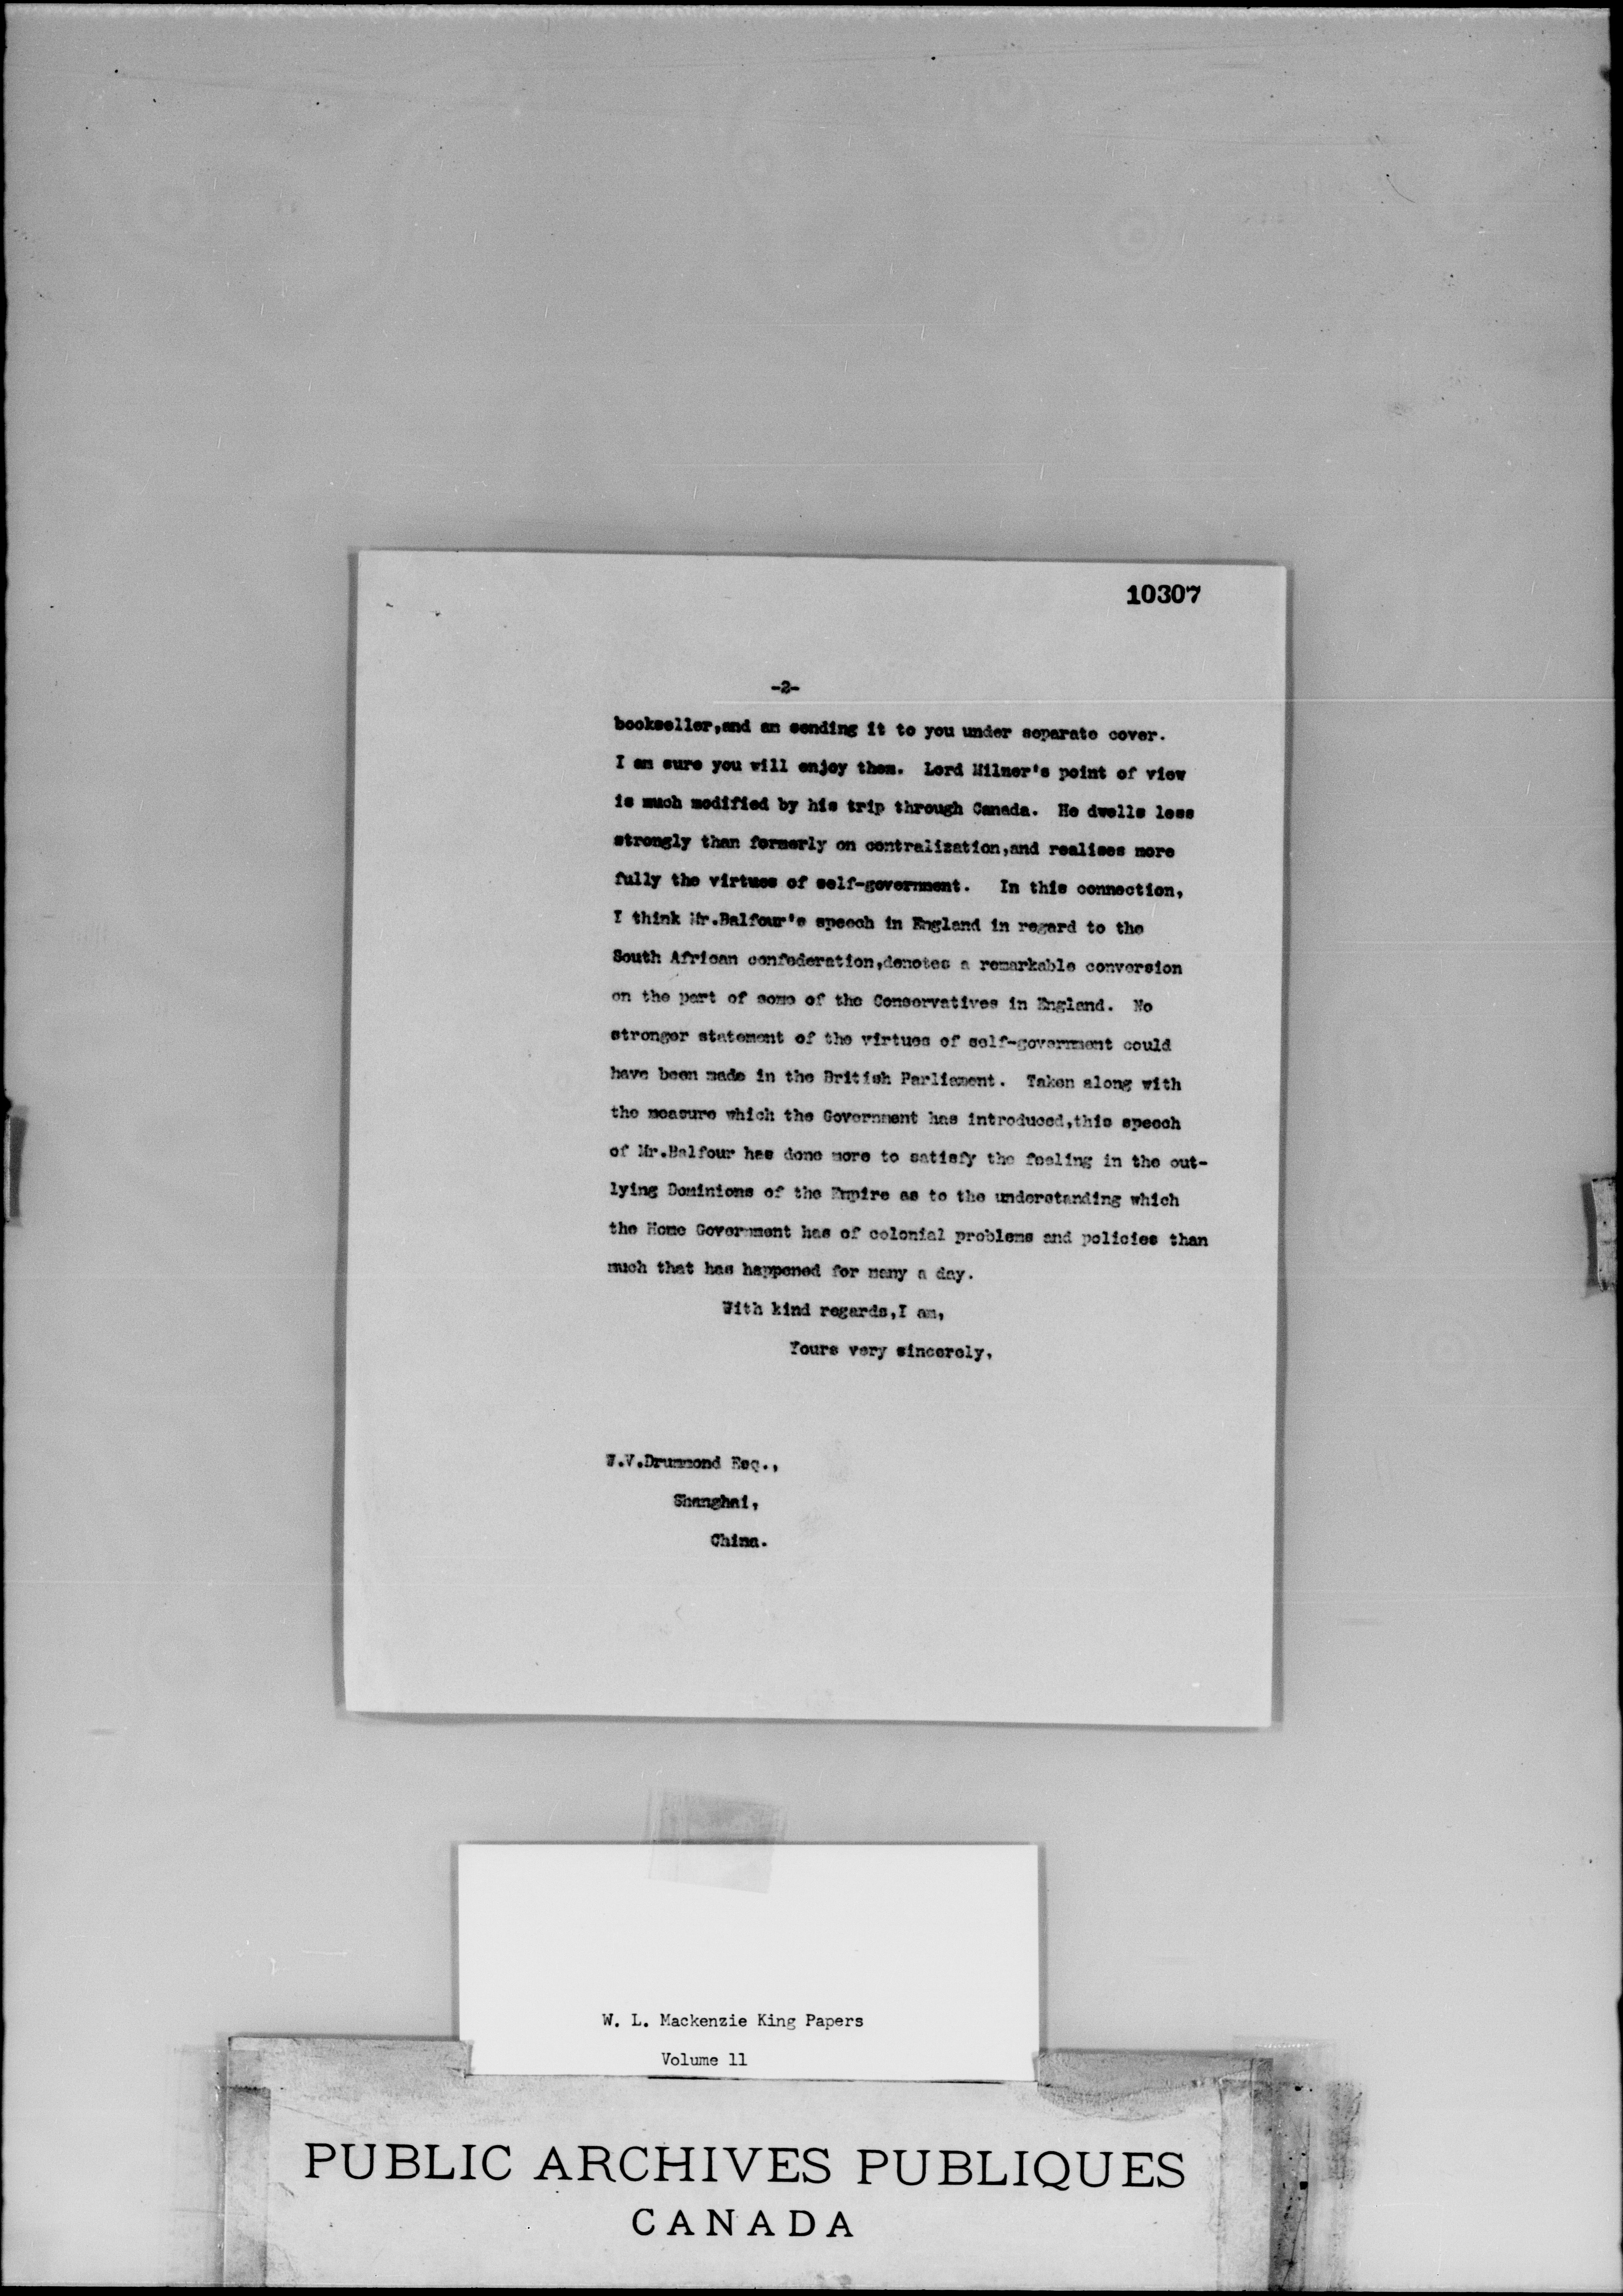 10307
-2-
bookseller,and am sending it to you under separate cover.
I am sure you will enjoy them. Lord Milner's point of view
is much modified by his trip through Canada. He dwells less
strongly than formerly on centralization,and realises more
fully the virtues of self-government. In this connection,
I think Mr.Balfour's speech in England in regard to the
South African confederation,denotes a remarkable conversion
on the part of some of the Conservatives in England. No
stronger statement of the virtues of self-government could
have been made in the British Parliament. Taken along with
the measure which the Government has introduced,this speech
of Mr.Balfour has done more to satisfy the feeling in the out-
lying Dominions of the Empire as to the understanding which
the Home Government has of colonial problems and policies than
much that has happened for many a day.
With kind regards,I am,
Yours very sincerely,
W.V.Drummond Esq.,
Shanghai,
China.
W. L. Mackenzie King Papers
Volume 11
PUBLIC ARCHIVES PUBLIQUES
CANADA